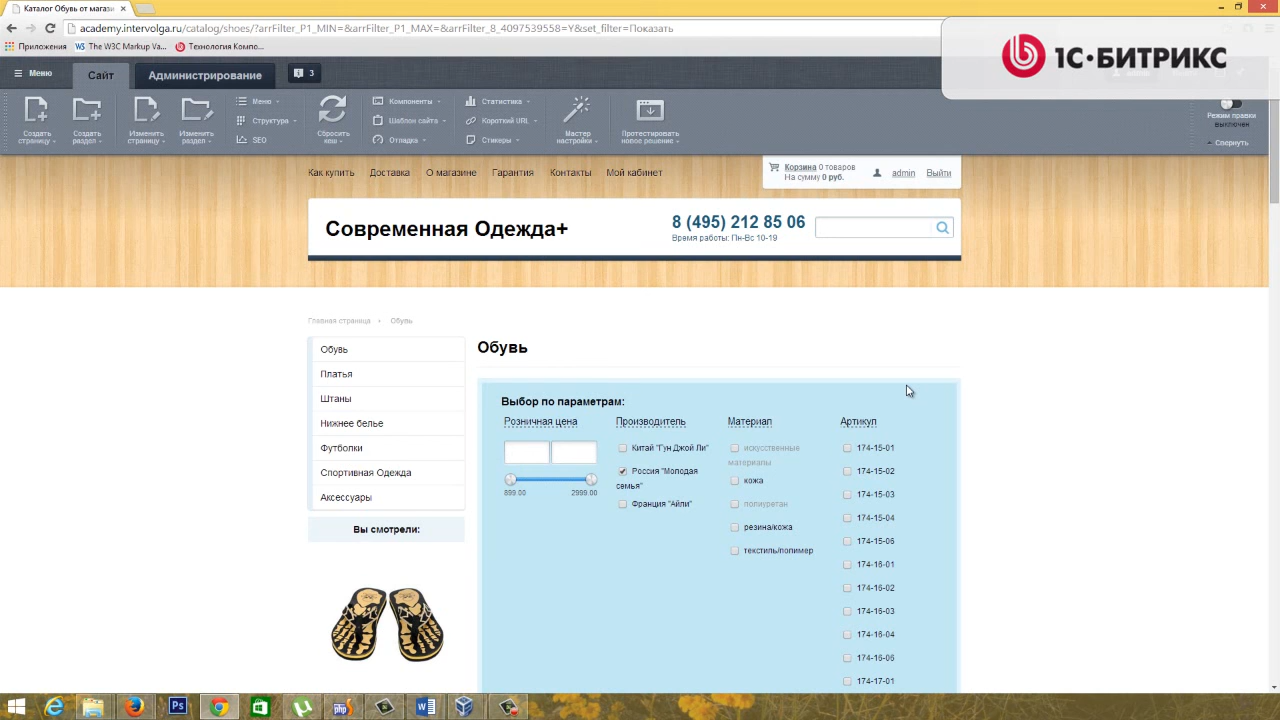 Каталог Обувь от магази
academy.intervolga.ru/catalog/shoes/?arrFilter_P1_MIN=&arrFilter_P1_MAX=&arrFilter_8_4097539558=Y&set_filter=Показать
Приложения
The W3C Markup Va...
Технология Компо...
1С·БИТРИКС
Меню
Сайт
Администрирование
3
Создать страницу
Создать раздел
Изменить страницу
Изменить раздел
Меню
Структура
SEO
Сбросить кеш
Компоненты
Шаблон сайта
Отладка
Статистика
Короткий URL
Стикеры
Мастер настройки
Протестировать новое решение
Режим правки
выключен
Свернуть
Как купить
Доставка
О магазине
Гарантия
Контакты
Мой кабинет
Корзина 0 товаров
На сумму 0 руб.
admin
Выйти
Современная Одежда+
8 (495) 212 85 06
Время работы: Пн-Вс 10-19
Главная страница
Обувь
Обувь
Платья
Штаны
Нижнее белье
Футболки
Спортивная Одежда
Аксессуары
Вы смотрели:
Обувь
Выбор по параметрам:
Розничная цена
899.00
2999.00
Производитель
Китай "Гун Джой Ли"
Россия "Молодая
семья"
Франция "Айли"
Материал
искусственные
материалы
кожа
полиуретан
резина/кожа
текстиль/полимер
Артикул
174-15-01
174-15-02
174-15-03
174-15-04
174-15-06
174-16-01
174-16-02
174-16-03
174-16-04
174-16-06
174-17-01